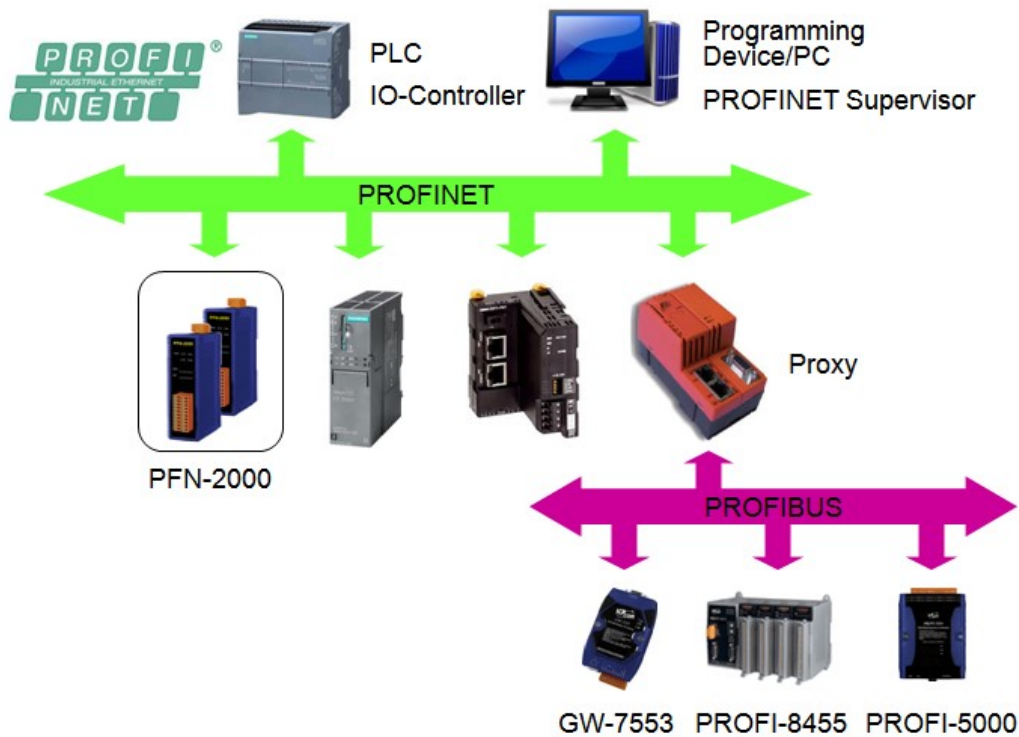 PROFI
®
INDUSTRIAL ETHERNET
NET
PLC
IO-Controller
Programming
Device/PC
PROFINET Supervisor
PROFINET
Proxy
PFN-2000
PROFIBUS
GW-7553
PROFI-8455
PROFI-5000